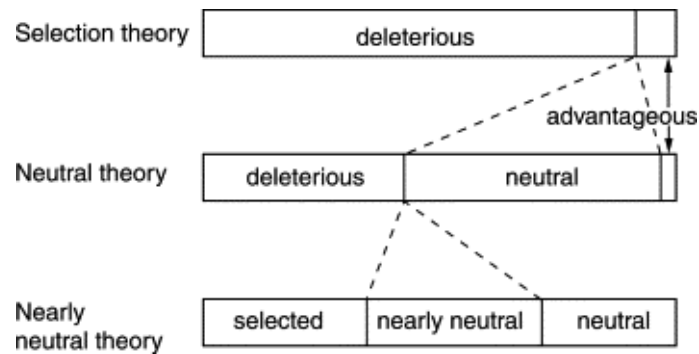 Selection theory
deleterious
advantageous
Neutral theory
deleterious
neutral
Nearly
neutral theory
selected
nearly neutral
neutral